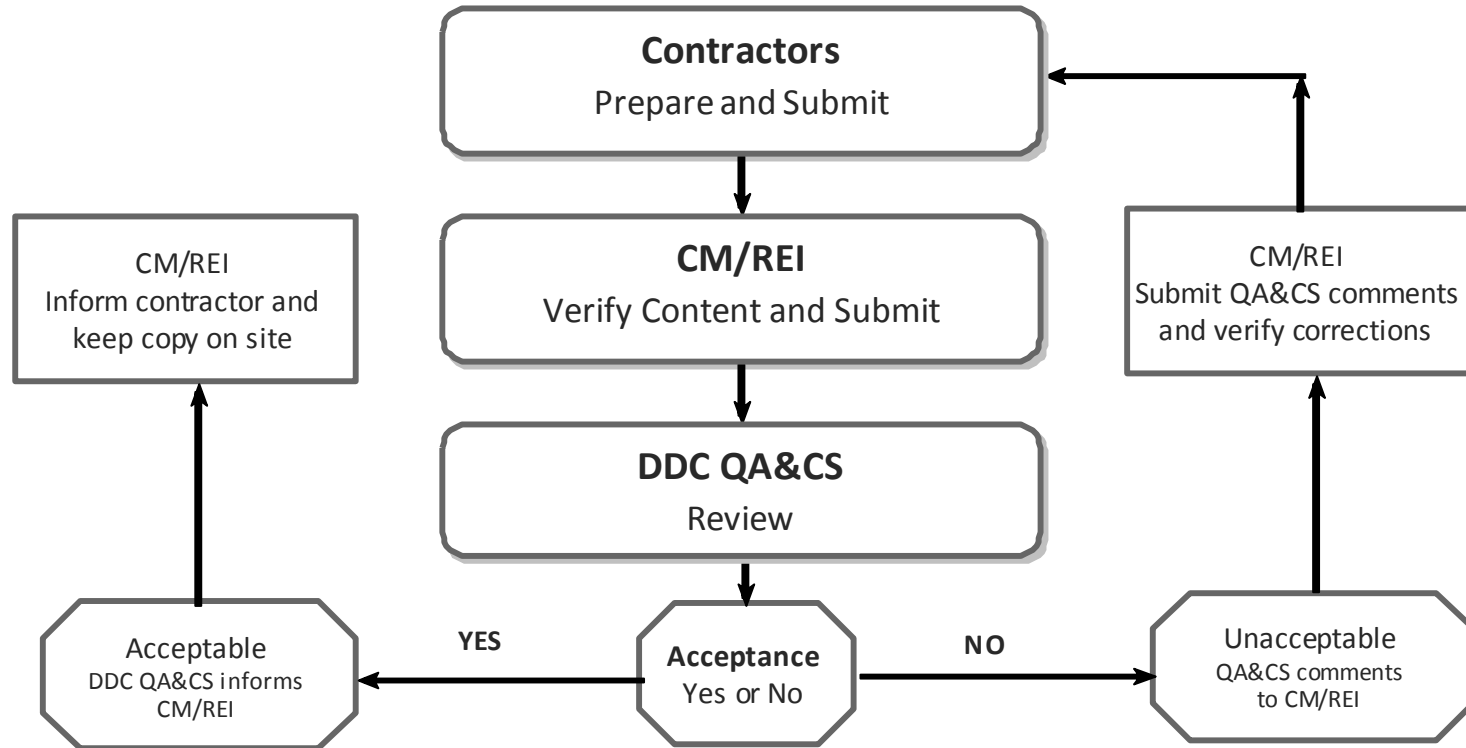 Contractors
Prepare and Submit
CM/REI
Inform contractor and
keep copy on site
CM/REI
Verify Content and Submit
CM/REI
Submit QA&CS comments
and verify corrections
DDC QA&CS
Review
Acceptable
DDC QA&CS informs
CM/REI
YES
Acceptance
Yes or No
NO
Unacceptable
QA&CS comments
to CM/REI